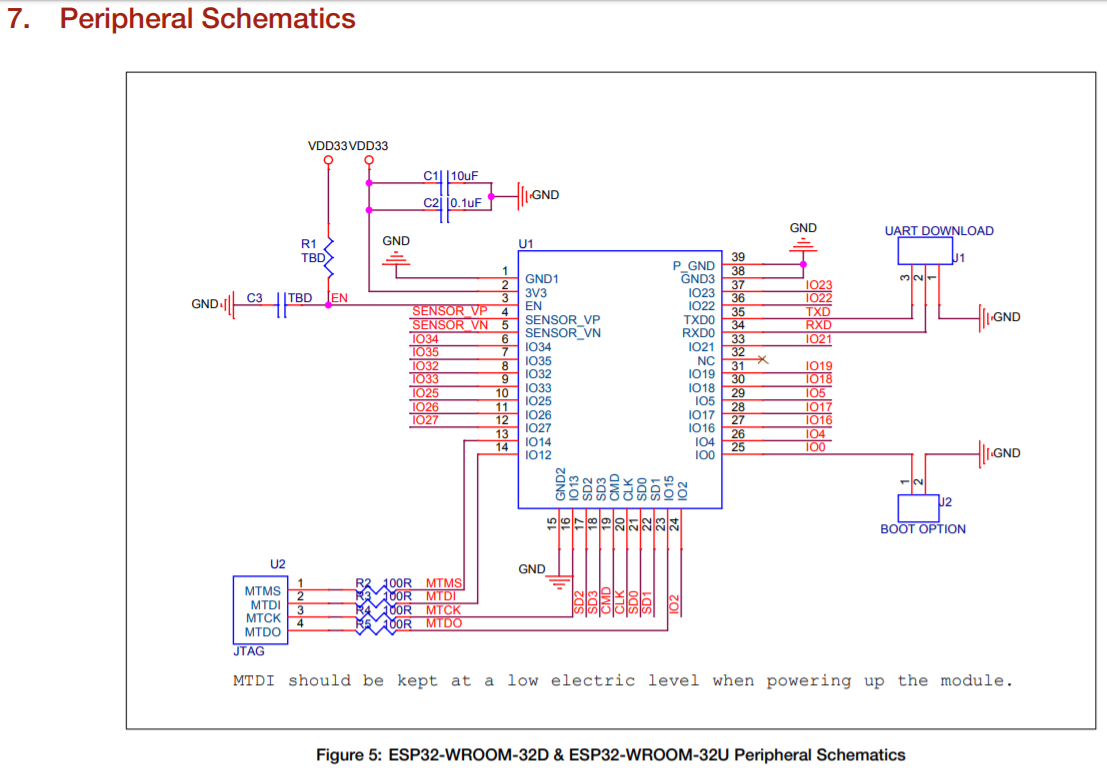 7. Peripheral Schematics
VDD33 VDD33
C1 10uF
C2 0.1uF
GND
R1
TBD
GND
GND
C3 TBD
EN
U1
GND
UART DOWNLOAD
J1
3 2 1
GND
1 GND1
2 3V3
3 EN
SENSOR_VP 4 SENSOR_VP
SENSOR_VN 5 SENSOR_VN
IO34 6 IO34
IO35 7 IO35
IO32 8 IO32
IO33 9 IO33
IO25 10 IO25
IO26 11 IO26
IO27 12 IO27
13 IO14
14 IO12
P_GND 39
GND3 38
IO23 37 IO23
IO22 36 IO22
TXD0 35 TXD
RXD0 34 RXD
IO21 33 IO21
NC 32
IO19 31 IO19
IO18 30 IO18
IO5 29 IO5
IO17 28 IO17
IO16 27 IO16
IO4 26 IO4
IO0 25 IO0
GND
1 2
J2
BOOT OPTION
GND2 IO13 SD2 SD3 CMD CLK SD0 SD1 IO15 IO2
15 16 17 18 19 20 21 22 23 24
GND
SD2 SD3 CMD CLK SD0 SD1 IO2
U2
MTMS 1 R2 100R MTMS
MTDI 2 R3 100R MTDI
MTCK 3 R4 100R MTCK
MTDO 4 R5 100R MTDO
JTAG
MTDI should be kept at a low electric level when powering up the module.
Figure 5: ESP32-WROOM-32D & ESP32-WROOM-32U Peripheral Schematics